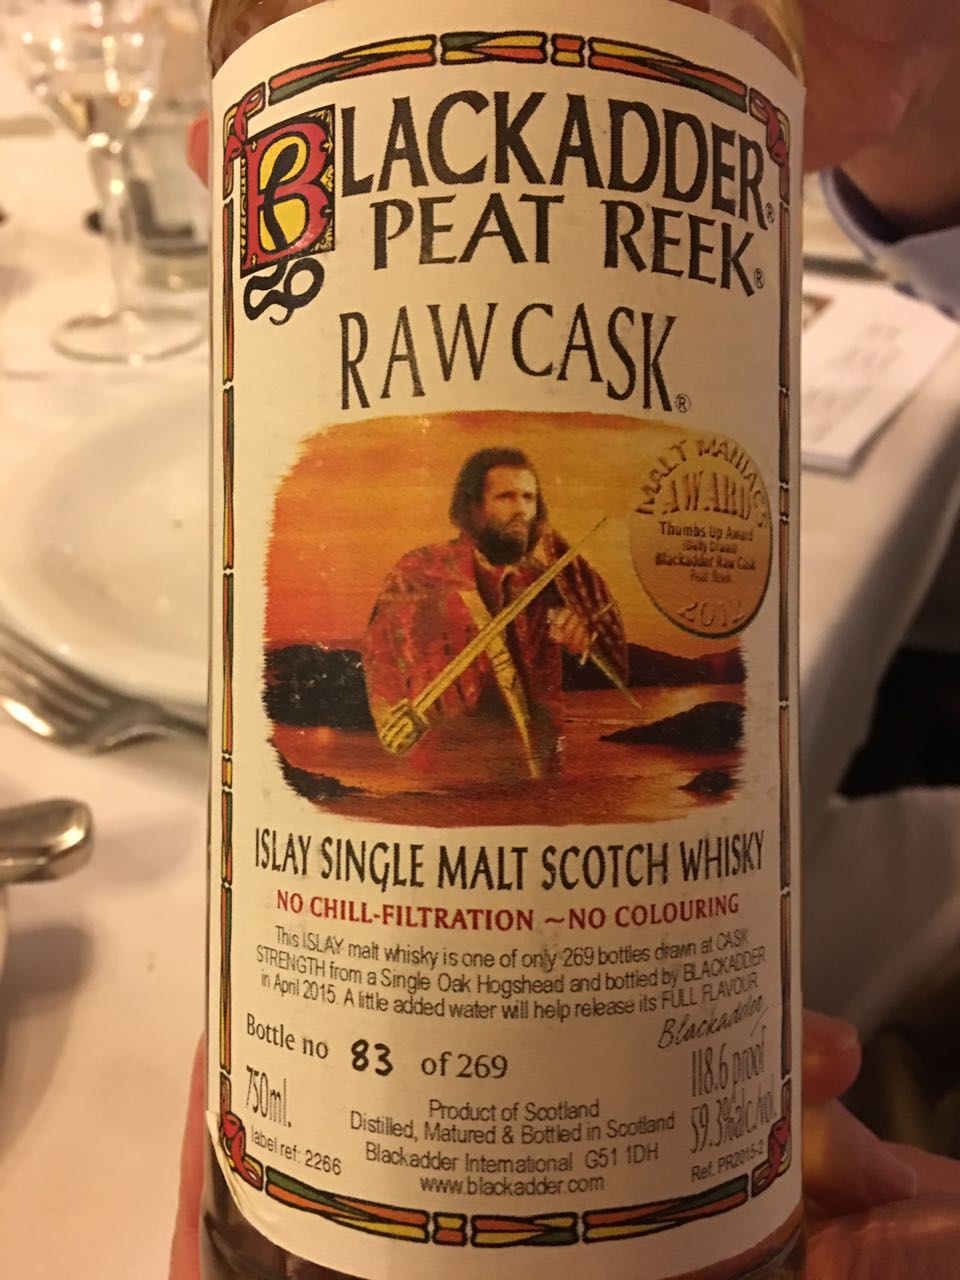 BLACKADDER®
PEAT REEK®
RAW CASK®
MALT MANIACS
AWARDS
Thumbs Up Award
(Daily Dram)
Blackadder Raw Cask
Peat Reek
2012
ISLAY SINGLE MALT SCOTCH WHISKY
NO CHILL-FILTRATION ~NO COLOURING
This ISLAY malt whisky is one of only 269 bottles drawn at CASK
STRENGTH from a Single Oak Hogshead and bottled by BLACKADDER
in April 2015. A little added water will help release its FULL FLAVOUR
Blackadder
Bottle no 83 of 269
118.6 proof
750ml.
59.3%alc./vol.
Product of Scotland
Distilled, Matured & Bottled in Scotland
Blackadder International G51 1DH
www.blackadder.com
label ref: 2266
Ref. PR2015-2